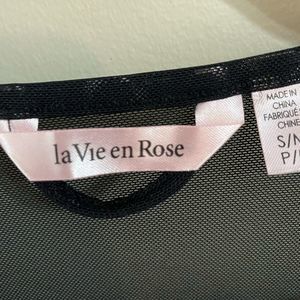 la Vie en Rose
MADE IN
CHINA
FABRIQUÉ
CHINE
S/
P/